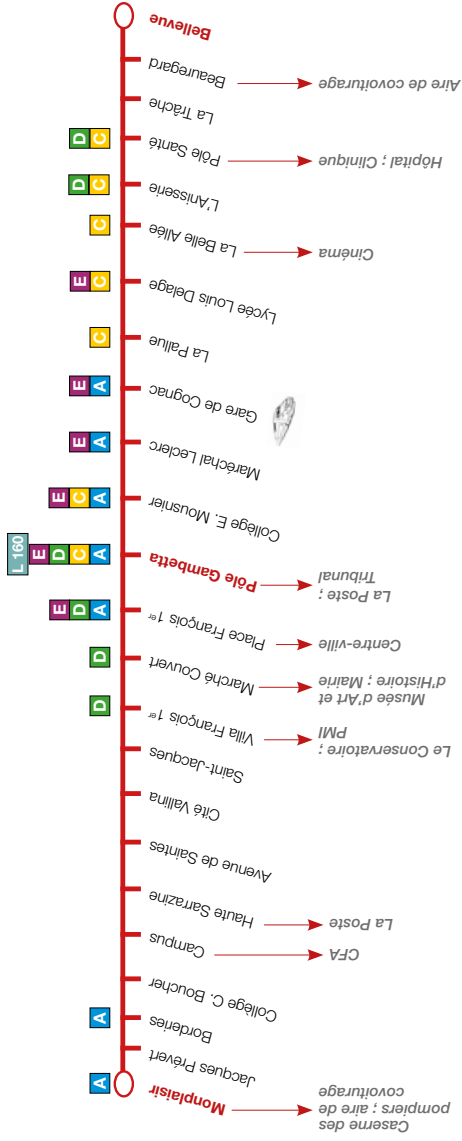 Caserne des
pompiers ; aire de
covoiturage
Monplaisir
A
Jacques Prévert
Borderies
A
Collège C. Boucher
CFA
Campus
La Poste
Haute Sarrazine
Avenue de Saintes
Cité Vallina
Saint-Jacques
Le Conservatoire ;
PMI
Villa François 1er
D
Musée d'Art et
d'Histoire ; Mairie
Marché Couvert
D
Centre-ville
Place François 1er
A D E
La Poste ;
Tribunal
Pôle Gambetta
A C D E L 160
Collège E. Mousnier
A C E
Maréchal Leclerc
A E
Gare de Cognac
A E
La Pallue
C
Lycée Louis Delage
C E
Cinéma
La Belle Allée
C
L'Anisserie
C D
Hôpital ; Clinique
Pôle Santé
C D
La Trâche
Aire de covoiturage
Beauregard
Bellevue